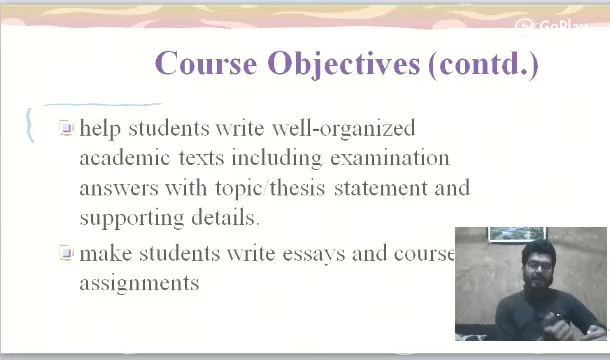 GoPlay
Course Objectives (contd.)
help students write well-organized
academic texts including examination
answers with topic/thesis statement and
supporting details.
make students write essays and course
assignments